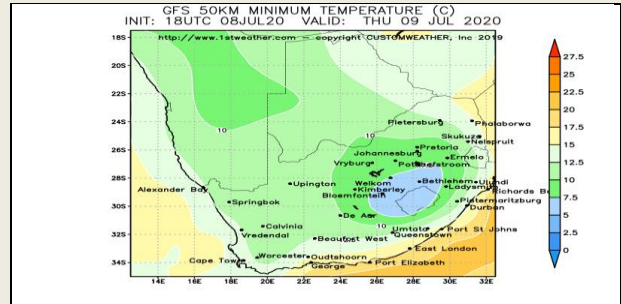 GFS 50KM MINIMUM TEMPERATURE (C)
INIT: 18UTC 08JUL20 VALID: THU 09 JUL 2020
http://www.1stweather.com - copyright CUSTOMWEATHER, Inc 2019
18S
20S
22S
24S
26S
28S
30S
32S
34S
14E 16E 18E 20E 22E 24E 26E 28E 30E 32E
10
10
10
Pietersburg
Phalaborwa
Skukuza
Nelspruit
Pretoria
Johannesburg
Ermelo
Vryburg
Potchefstroom
Welkom
Bethlehem
Ulundi
Alexander Bay
Upington
Kimberley
Ladysmith
Richards B
Bloemfontein
Springbok
Pietermaritzburg
Durban
De Aar
Calvinia
Vredendal
Umtata
Port St Johns
Queenstown
Beaufort West
East London
Cape Town
Worcester
Oudtshoorn
George
Port Elizabeth
27.5
25
22.5
20
17.5
15
12.5
10
7.5
5
2.5
0